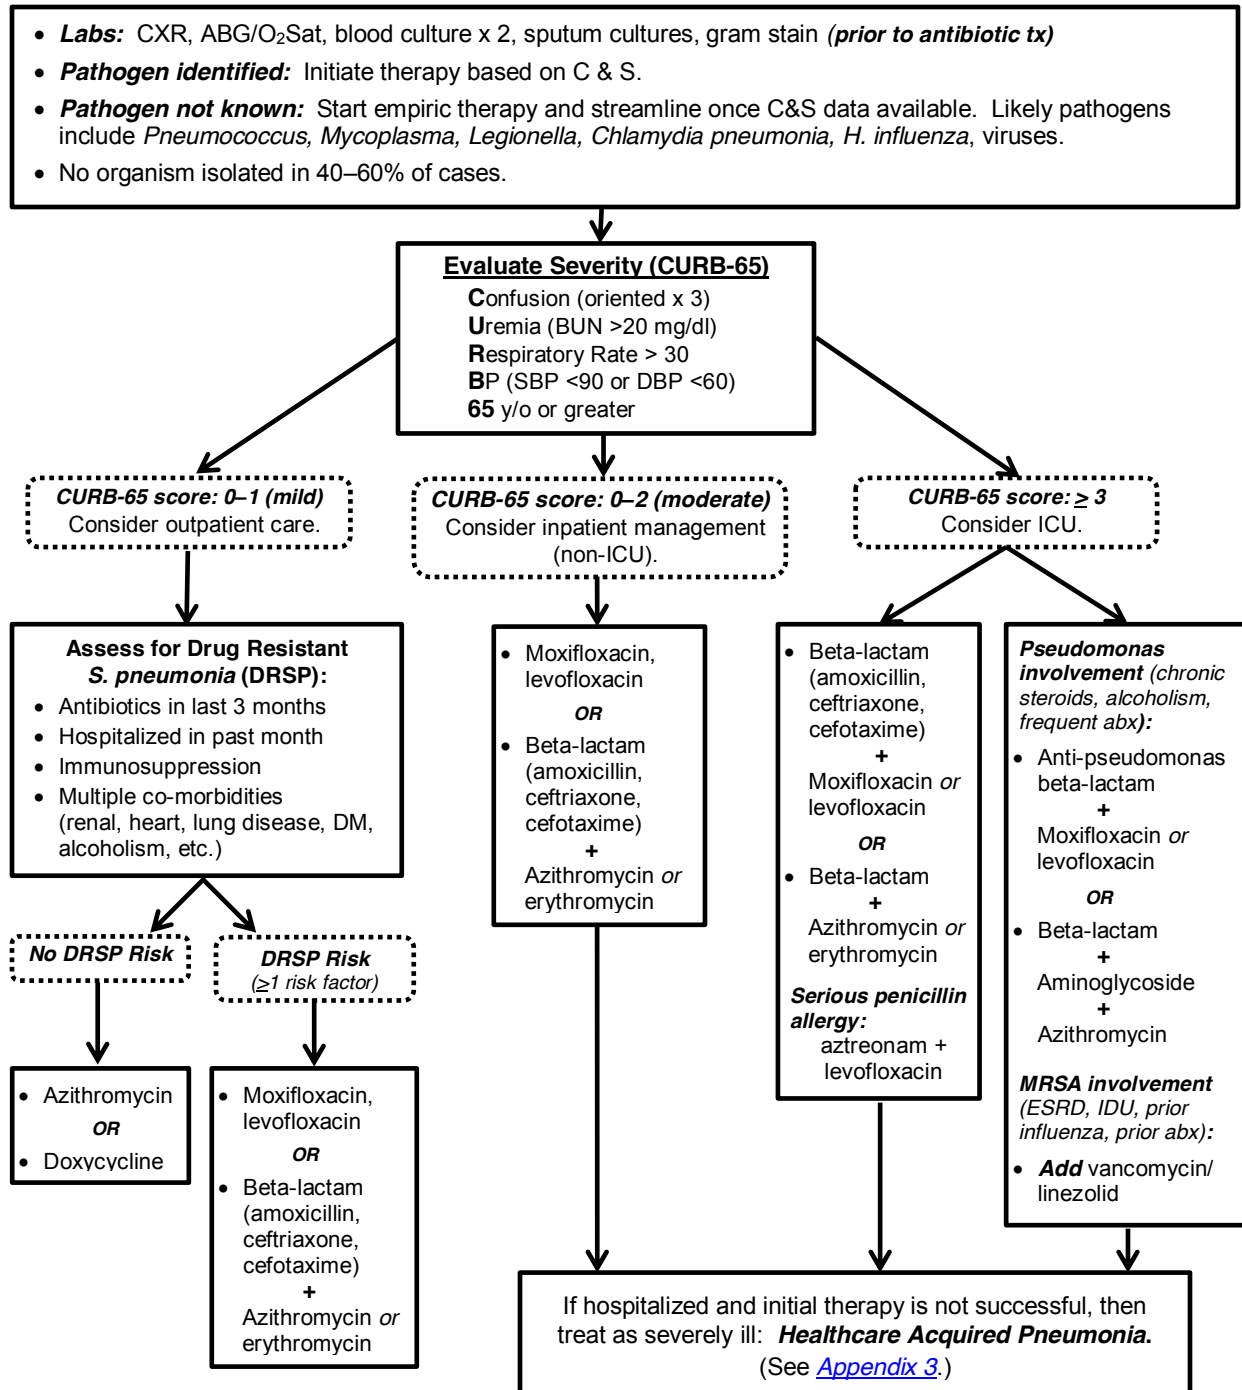 • Labs: CXR, ABG/O₂Sat, blood culture x 2, sputum cultures, gram stain (prior to antibiotic tx)
• Pathogen identified: Initiate therapy based on C & S.
• Pathogen not known: Start empiric therapy and streamline once C&S data available. Likely pathogens
include Pneumococcus, Mycoplasma, Legionella, Chlamydia pneumonia, H. influenza, viruses.
• No organism isolated in 40–60% of cases.
Evaluate Severity (CURB-65)
Confusion (oriented x 3)
Uremia (BUN >20 mg/dl)
Respiratory Rate > 30
BP (SBP <90 or DBP <60)
65 y/o or greater
CURB-65 score: 0–1 (mild)
Consider outpatient care.
CURB-65 score: 0–2 (moderate)
Consider inpatient management
(non-ICU).
CURB-65 score: ≥ 3
Consider ICU.
Assess for Drug Resistant
S. pneumonia (DRSP):
• Antibiotics in last 3 months
• Hospitalized in past month
• Immunosuppression
• Multiple co-morbidities
(renal, heart, lung disease, DM,
alcoholism, etc.)
No DRSP Risk
DRSP Risk
(≥1 risk factor)
• Azithromycin
OR
• Doxycycline
• Moxifloxacin,
levofloxacin
OR
• Beta-lactam
(amoxicillin,
ceftriaxone,
cefotaxime)
+
Azithromycin or
erythromycin
• Moxifloxacin,
levofloxacin
OR
• Beta-lactam
(amoxicillin,
ceftriaxone,
cefotaxime)
+
Azithromycin or
erythromycin
• Beta-lactam
(amoxicillin,
ceftriaxone,
cefotaxime)
+
Moxifloxacin or
levofloxacin
OR
• Beta-lactam
+
Azithromycin or
erythromycin
Serious penicillin
allergy:
aztreonam +
levofloxacin
Pseudomonas
involvement (chronic
steroids, alcoholism,
frequent abx):
• Anti-pseudomonas
beta-lactam
+
Moxifloxacin or
levofloxacin
OR
• Beta-lactam
+
Aminoglycoside
+
Azithromycin
MRSA involvement
(ESRD, IDU, prior
influenza, prior abx):
• Add vancomycin/
linezolid
If hospitalized and initial therapy is not successful, then
treat as severely ill: Healthcare Acquired Pneumonia.
(See Appendix 3.)